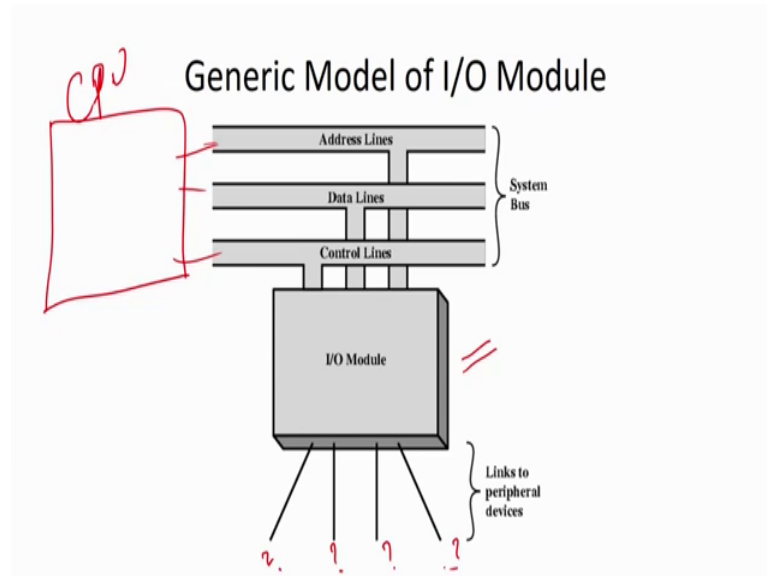 CPU
Generic Model of I/O Module
Address Lines
Data Lines
Control Lines
System
Bus
I/O Module
Links to
peripheral
devices
? ? ? ?